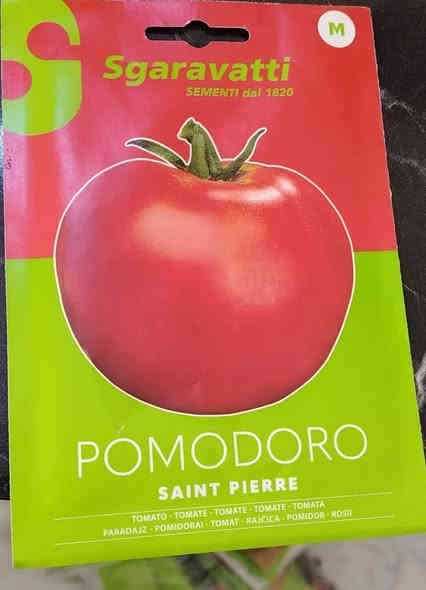 M
Sgaravatti
SEMENTI dal 1820
POMODORO
SAINT PIERRE
TOMATO · TOMATE · TOMATE · TOMATE · TOMATA
PARADAJZ · POMIDORAI · TOMAT · RAJČICA · POMIDOR · ROSII